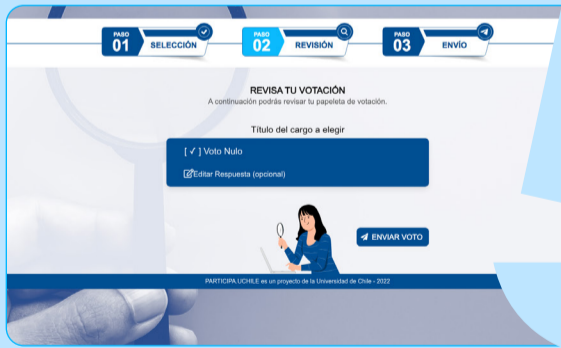 PASO
01
SELECCIÓN
PASO
02
REVISIÓN
PASO
03
ENVÍO
REVISA TU VOTACIÓN
A continuación podrás revisar tu papeleta de votación.
Título del cargo a elegir
[ ✓ ] Voto Nulo
Editar Respuesta (opcional)
ENVIAR VOTO
PARTICIPA.UCHILE es un proyecto de la Universidad de Chile - 2022